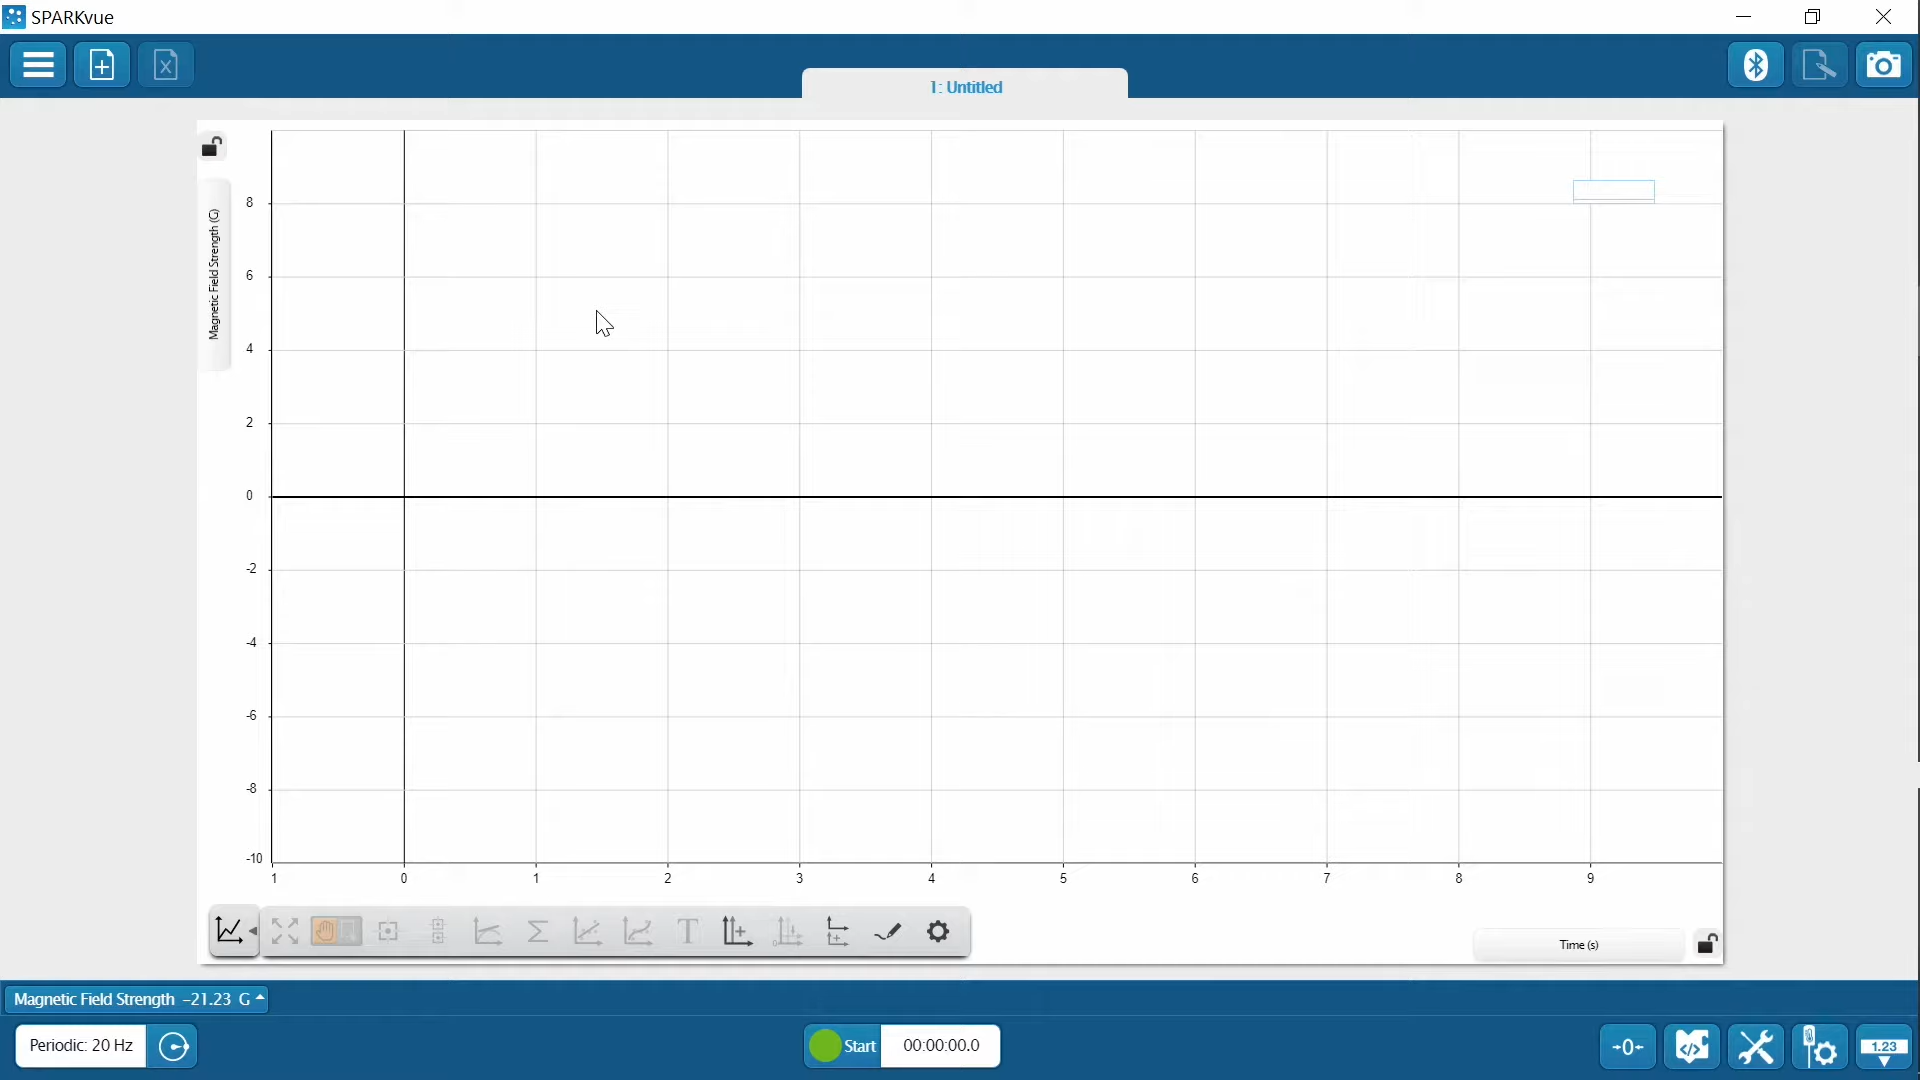 SPARKvue
1: Untitled
Magnetic Field Strength (G)
8
6
4
2
0
-2
-4
-6
-8
-10
1 0 1 2 3 4 5 6 7 8 9
T
Time (s)
Magnetic Field Strength -21.23 G
Periodic: 20 Hz
Start 00:00:00.0
-0-
1.23